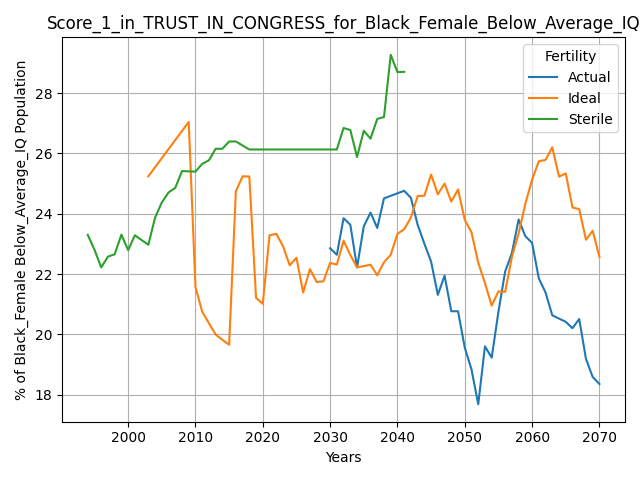 Score_1_in_TRUST_IN_CONGRESS_for_Black_Female_Below_Average_IQ
Fertility
Actual
Ideal
Sterile
% of Black_Female Below_Average_IQ Population
28
26
24
22
20
18
2000
2010
2020
2030
2040
2050
2060
2070
Years